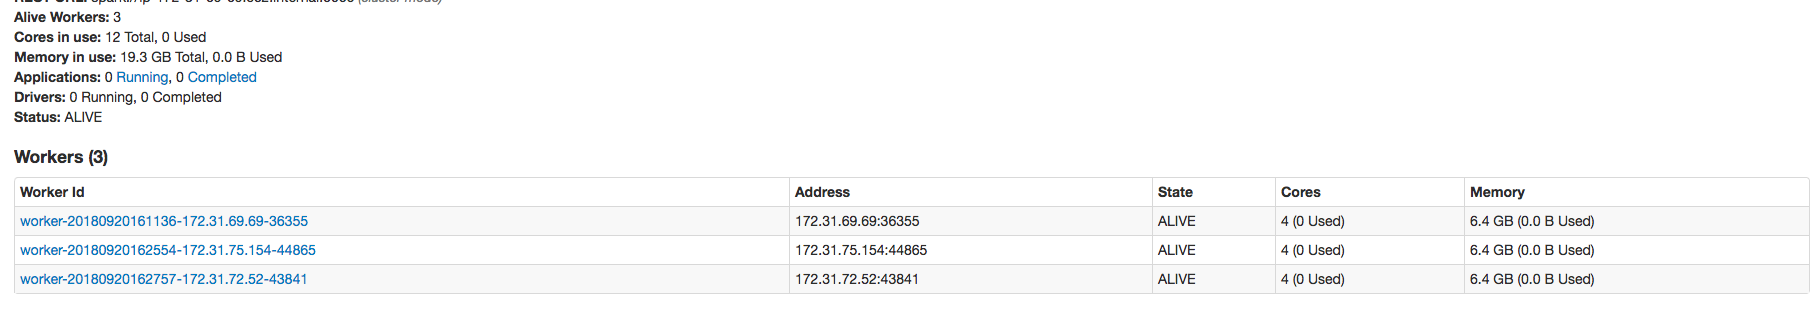 (cluster mode)
Alive Workers: 3
Cores in use: 12 Total, 0 Used
Memory in use: 19.3 GB Total, 0.0 B Used
Applications: 0 Running, 0 Completed
Drivers: 0 Running, 0 Completed
Status: ALIVE
Workers (3)
Worker Id Address State Cores Memory
worker-20180920161136-172.31.69.69-36355 172.31.69.69:36355 ALIVE 4 (0 Used) 6.4 GB (0.0 B Used)
worker-20180920162554-172.31.75.154-44865 172.31.75.154:44865 ALIVE 4 (0 Used) 6.4 GB (0.0 B Used)
worker-20180920162757-172.31.72.52-43841 172.31.72.52:43841 ALIVE 4 (0 Used) 6.4 GB (0.0 B Used)